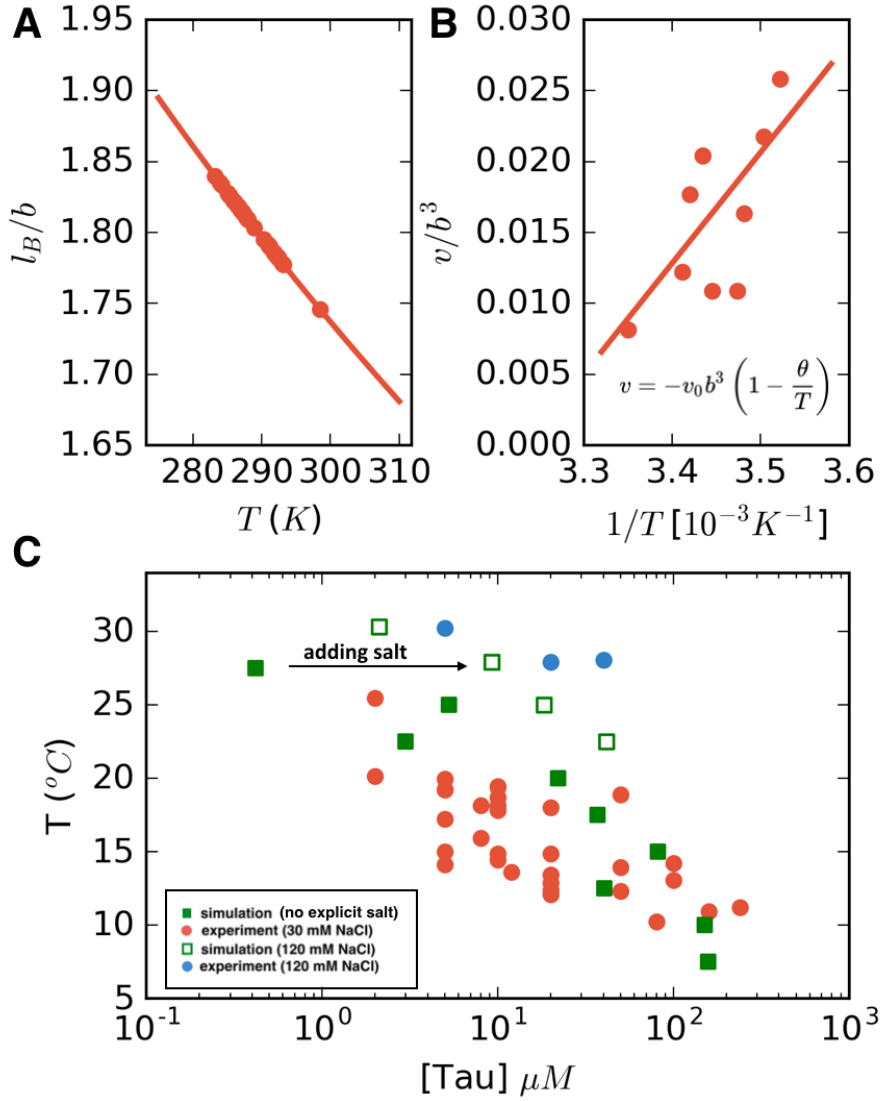 A
1.95
1.90
1.85
1.80
1.75
1.70
1.65
l_B/b
280 290 300 310
T (K)
B
0.030
0.025
0.020
0.015
0.010
0.005
0.000
v/b^3
v = -v_0 b^3 (1 - θ/T)
3.3 3.4 3.5 3.6
1/T [10^{-3} K^{-1}]
C
30
25
20
15
10
5
T (°C)
adding salt
simulation (no explicit salt)
experiment (30 mM NaCl)
simulation (120 mM NaCl)
experiment (120 mM NaCl)
10^{-1} 10^0 10^1 10^2 10^3
[Tau] μM